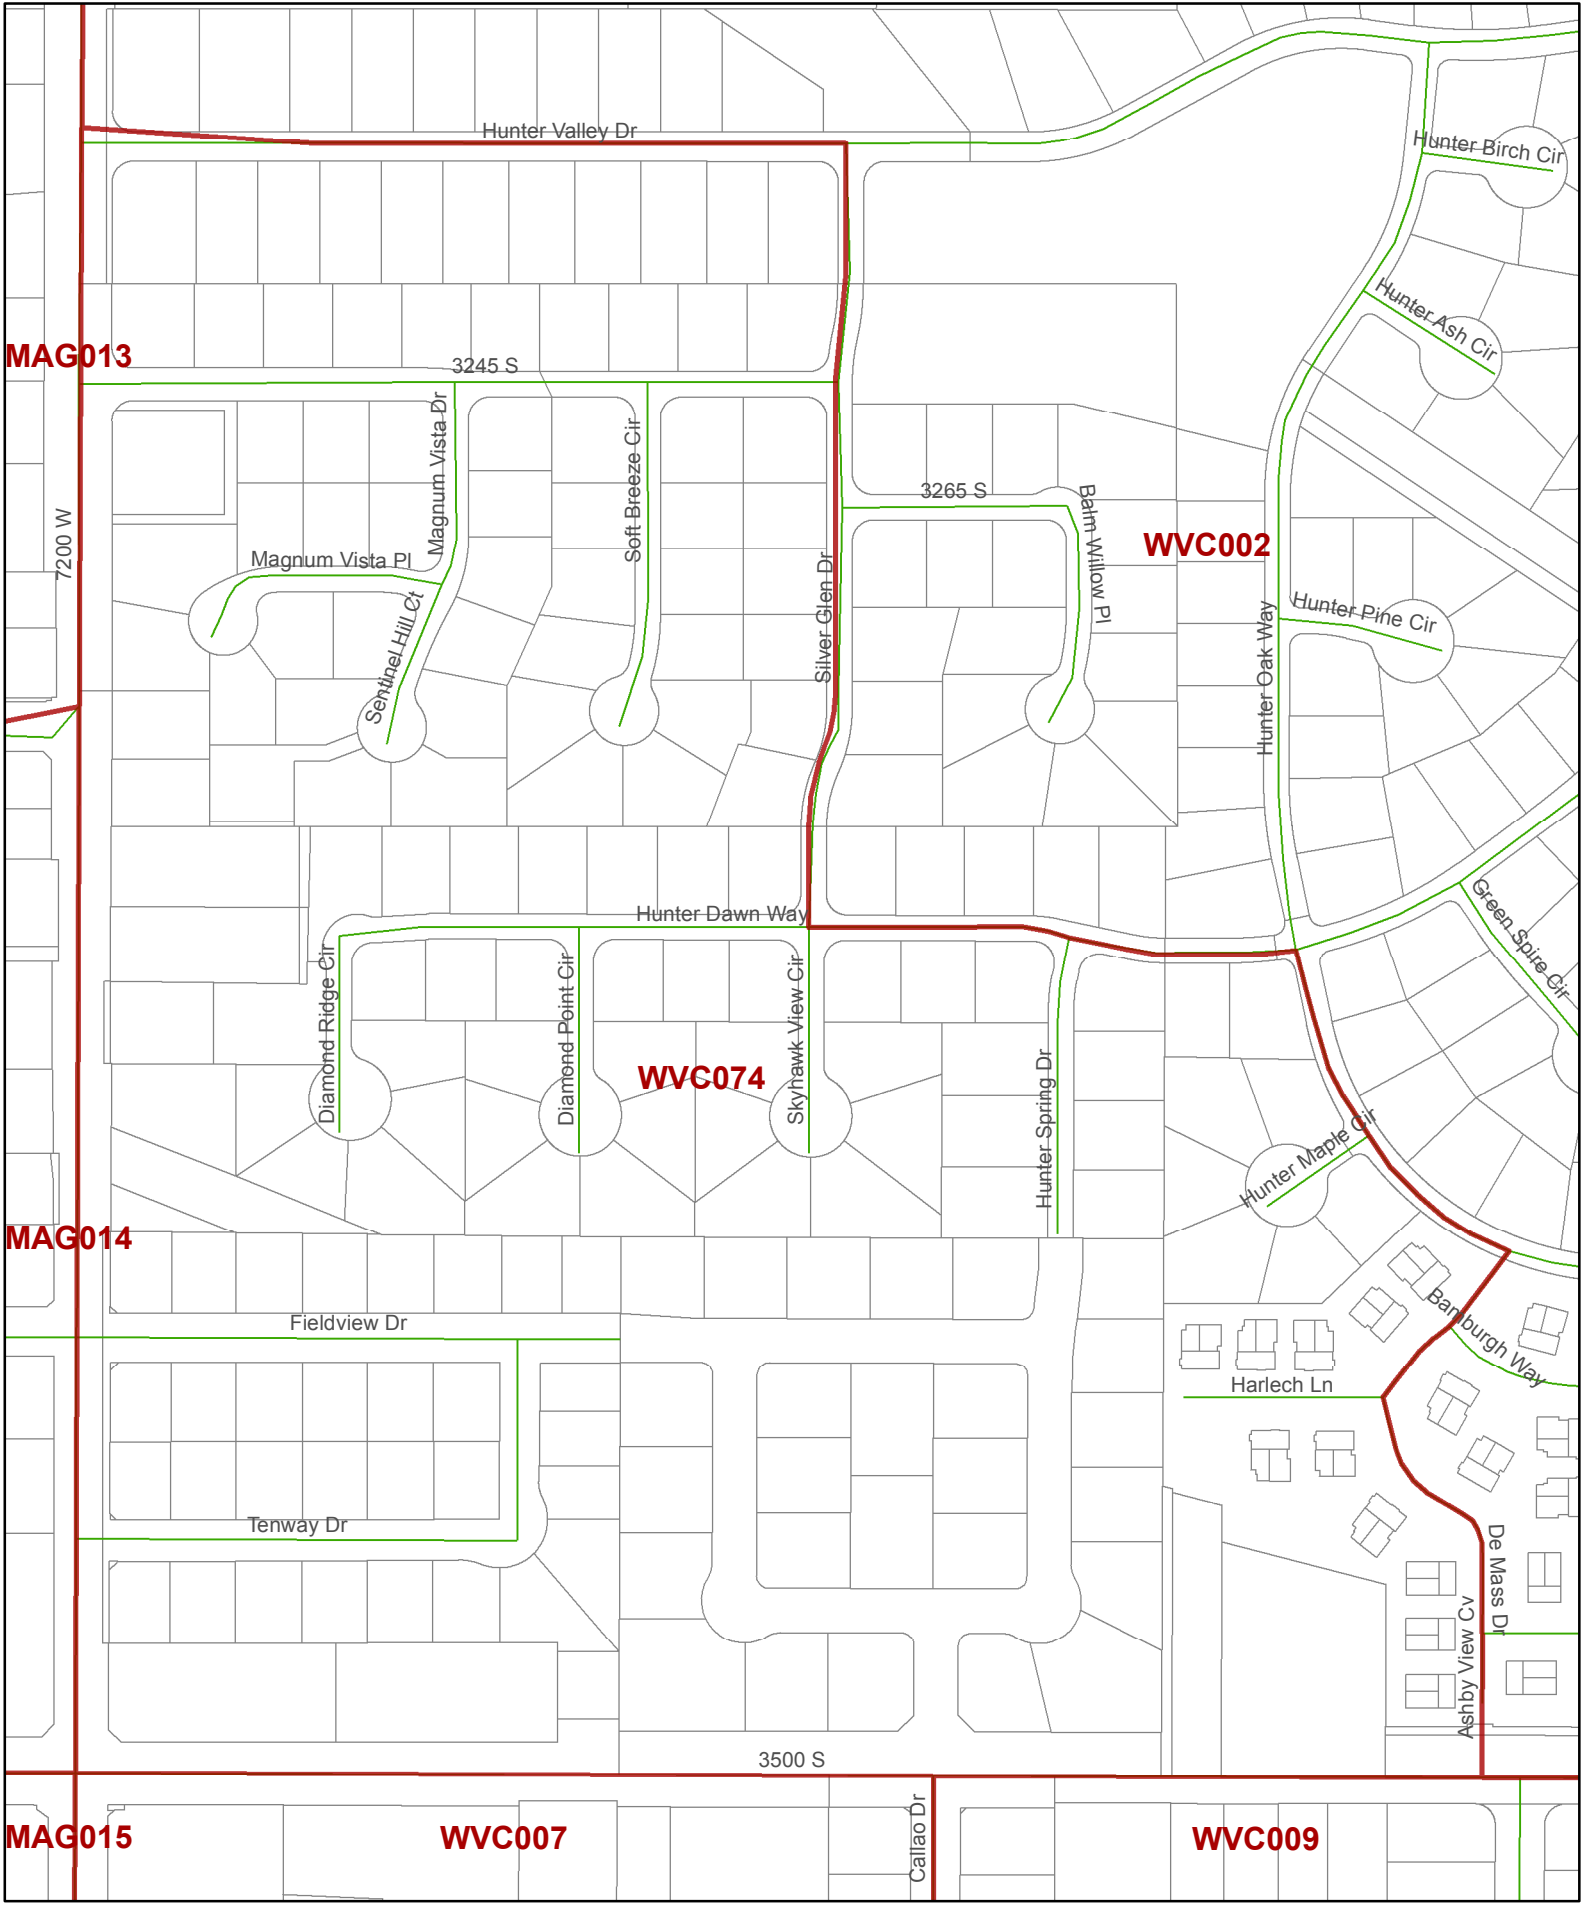 Hunter Valley Dr
Hunter Birch Cir
Hunter Ash Cir
MAG013
3245 S
Magnum Vista Dr
Soft Breeze Cir
3265 S
Balm Willow Pl
7200 W
WVC002
Magnum Vista Pl
Silver Glen Dr
Sentinel Hill Ct
Hunter Pine Cir
Hunter Oak Way
Hunter Dawn Way
Green Spire Cir
Diamond Ridge Cir
Diamond Point Cir
Skyhawk View Cir
WVC074
Hunter Spring Dr
Hunter Maple Cir
MAG014
Fieldview Dr
Bamburgh Way
Harlech Ln
Tenway Dr
De Mass Dr
Ashby View Cv
3500 S
MAG015
WVC007
Callao Dr
WVC009